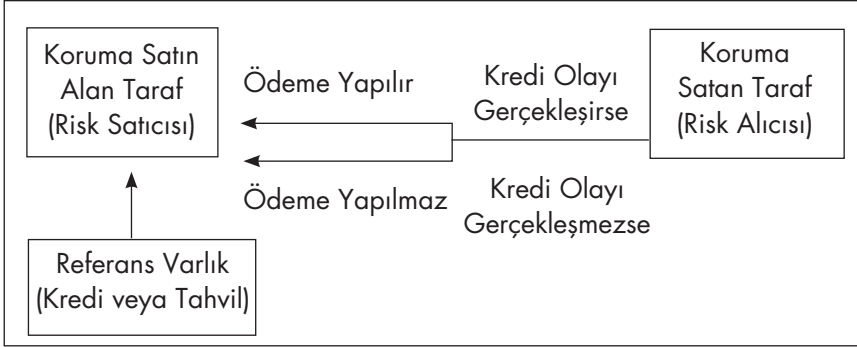 Koruma Satın
Alan Taraf
(Risk Satıcısı)
Ödeme Yapılır
Kredi Olayı
Gerçekleşirse
Koruma
Satan Taraf
(Risk Alıcısı)
Ödeme Yapılmaz
Kredi Olayı
Gerçekleşmezse
Referans Varlık
(Kredi veya Tahvil)